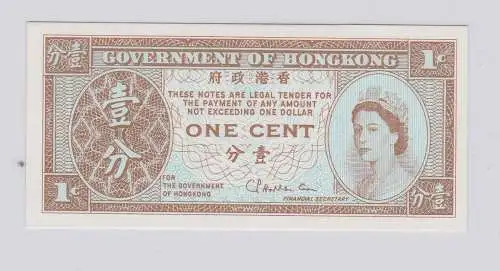 分壹 GOVERNMENT OF HONGKONG 1¢
府政港香
THESE NOTES ARE LEGAL TENDER FOR
THE PAYMENT OF ANY AMOUNT
NOT EXCEEDING ONE DOLLAR
壹分
ONE CENT
分壹
FOR
THE GOVERNMENT
OF HONGKONG
FINANCIAL SECRETARY
1¢ 分壹